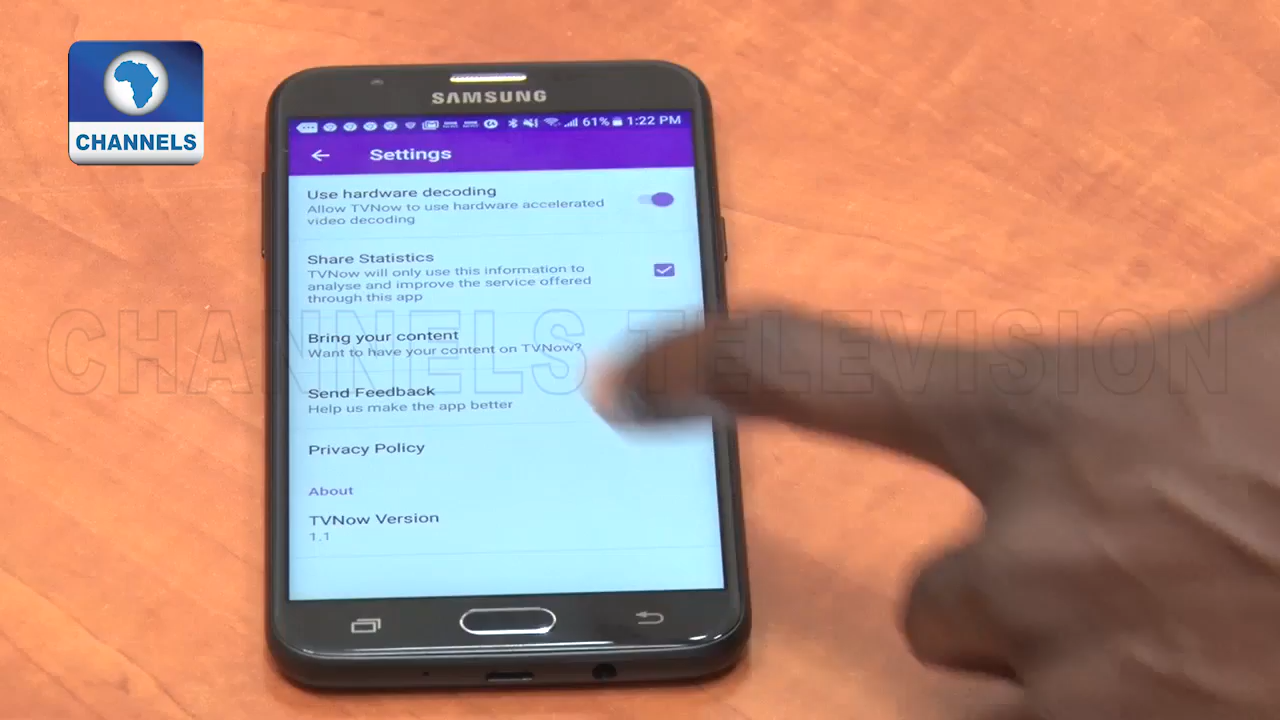 CHANNELS
SAMSUNG
61% 1:22 PM
Settings
Use hardware decoding
Allow TVNow to use hardware accelerated
video decoding
Share Statistics
TVNow will only use this information to
analyse and improve the service offered
through this app
CHANNELS TELEVISION
Bring your content
Want to have your content on TVNow?
Send Feedback
Help us make the app better
Privacy Policy
About
TVNow Version
1.1